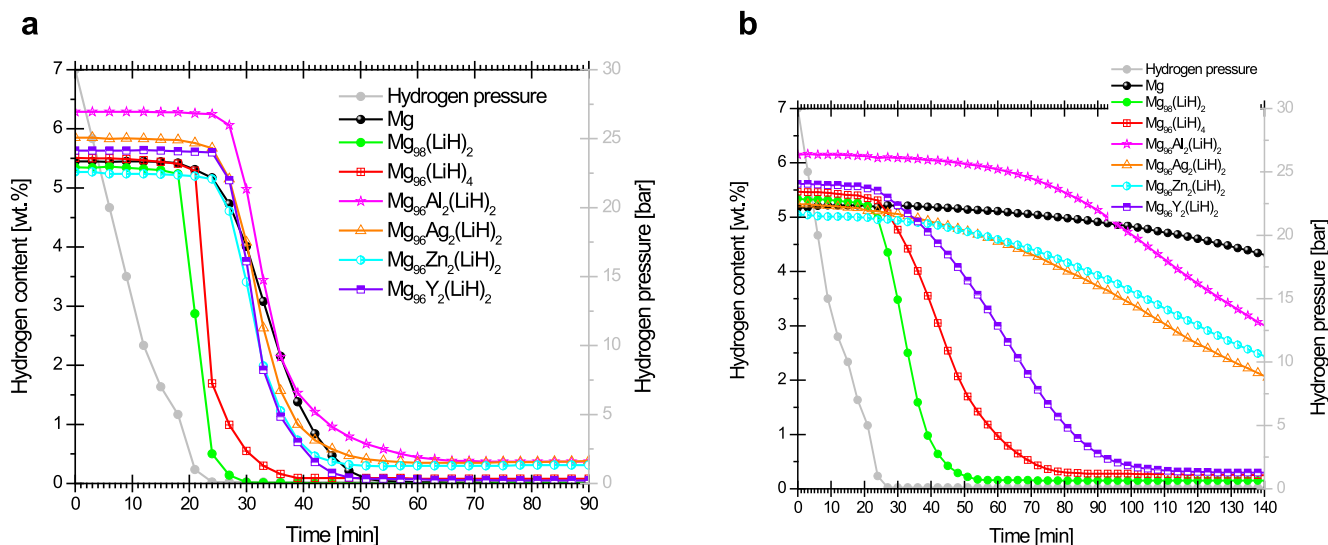 a
7
6
5
4
3
2
1
0
Hydrogen content [wt.%]
30
25
20
15
10
5
0
Hydrogen pressure [bar]
Hydrogen pressure
Mg
Mg₉₈(LiH)₂
Mg₉₆(LiH)₄
Mg₉₆Al₂(LiH)₂
Mg₉₆Ag₂(LiH)₂
Mg₉₆Zn₂(LiH)₂
Mg₉₆Y₂(LiH)₂
0 10 20 30 40 50 60 70 80 90
Time [min]
b
7
6
5
4
3
2
1
0
Hydrogen content [wt.%]
30
25
20
15
10
5
0
Hydrogen pressure [bar]
Hydrogen pressure
Mg
Mg₉₈(LiH)₂
Mg₉₆(LiH)₄
Mg₉₆Al₂(LiH)₂
Mg₉₆Ag₂(LiH)₂
Mg₉₆Zn₂(LiH)₂
Mg₉₆Y₂(LiH)₂
0 10 20 30 40 50 60 70 80 90 100 110 120 130 140
Time [min]